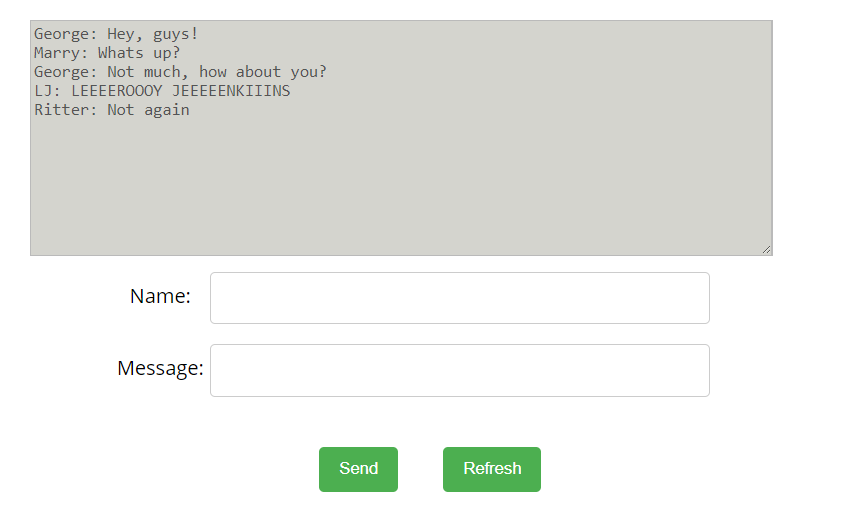 George: Hey, guys!
Marry: Whats up?
George: Not much, how about you?
LJ: LEEEEROOOY JEEEEENKIIINS
Ritter: Not again
Name:
Message:
Send
Refresh